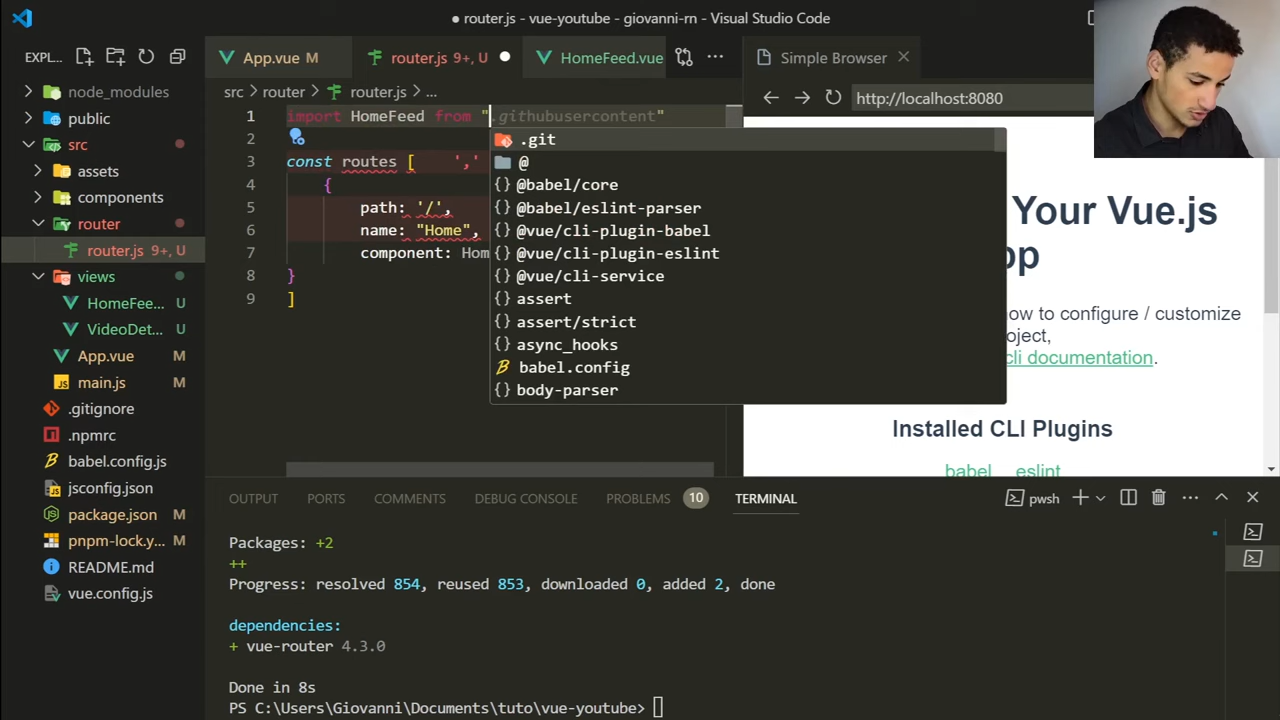 ● router.js - vue-youtube - giovanni-rn - Visual Studio Code
EXPL...
App.vue M
router.js 9+, U
HomeFeed.vue
Simple Browser
src > router > router.js > ...
http://localhost:8080
node_modules
public
src
assets
components
router
router.js 9+, U
views
HomeFee... U
VideoDet... U
App.vue M
main.js M
.gitignore
.npmrc
babel.config.js
jsconfig.json
package.json M
pnpm-lock.y... M
README.md
vue.config.js
1 import HomeFeed from ".githubusercontent"
2
3 const routes [ ','
4 {
5 path: '/',
6 name: "Home",
7 component: Hom
8 }
9 ]
.git
@
@babel/core
@babel/eslint-parser
@vue/cli-plugin-babel
@vue/cli-plugin-eslint
@vue/cli-service
assert
assert/strict
async_hooks
babel.config
body-parser
Your Vue.js
pp
how to configure / customize
oject,
cli documentation.
Installed CLI Plugins
babel eslint
OUTPUT PORTS COMMENTS DEBUG CONSOLE PROBLEMS 10 TERMINAL
pwsh
Packages: +2
++
Progress: resolved 854, reused 853, downloaded 0, added 2, done
dependencies:
+ vue-router 4.3.0
Done in 8s
PS C:\Users\Giovanni\Documents\tuto\vue-youtube>